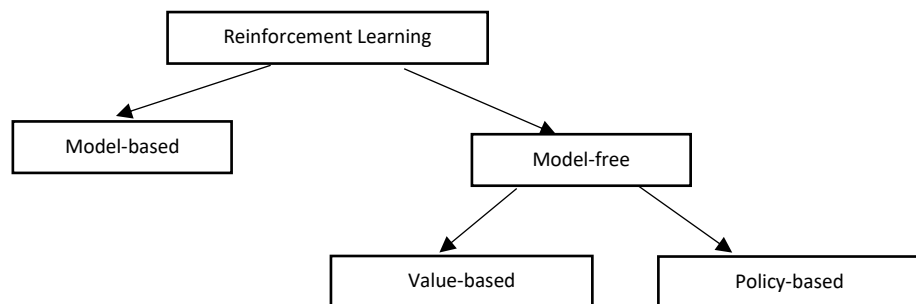 Reinforcement Learning
Model-based
Model-free
Value-based
Policy-based